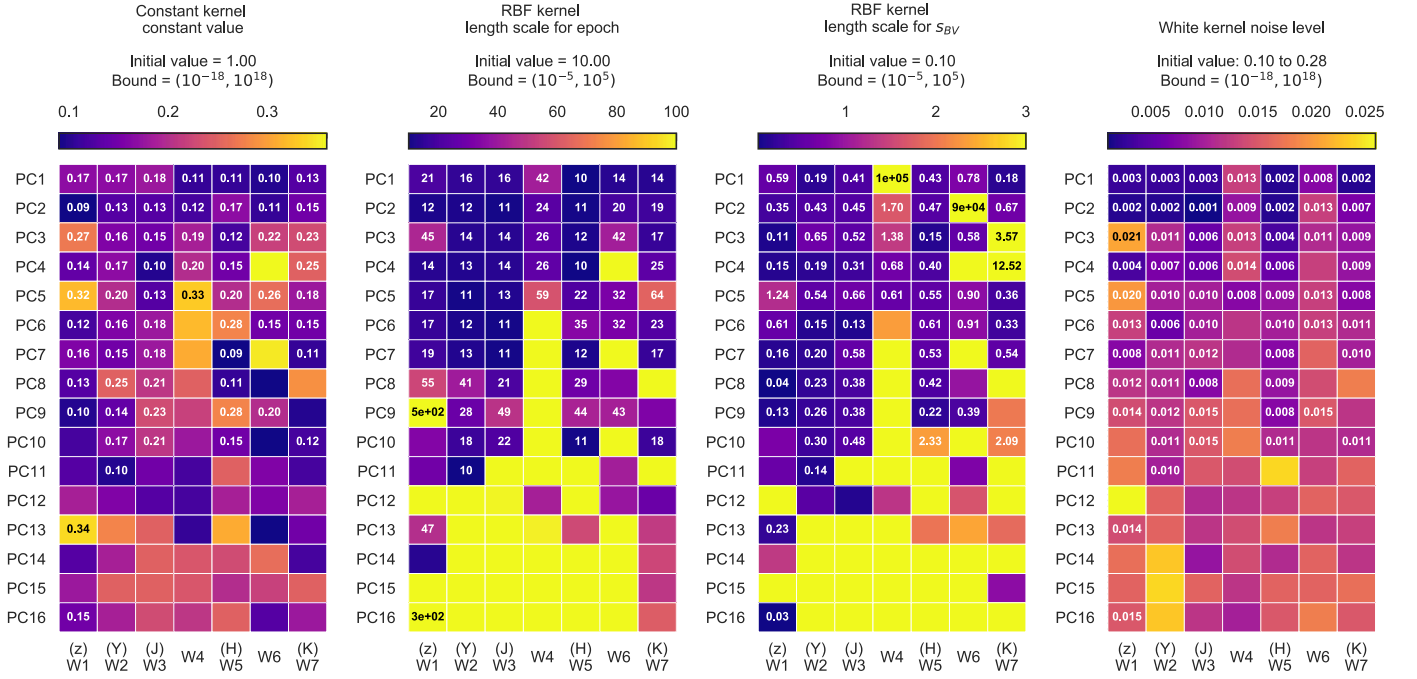 Constant kernel
constant value
Initial value = 1.00
Bound = (10⁻¹⁸, 10¹⁸)
0.1 0.2 0.3
PC1 0.17 0.17 0.18 0.11 0.11 0.10 0.13
PC2 0.09 0.13 0.13 0.12 0.17 0.11 0.15
PC3 0.27 0.16 0.15 0.19 0.12 0.22 0.23
PC4 0.14 0.17 0.10 0.20 0.15 0.25
PC5 0.32 0.20 0.13 0.33 0.20 0.26 0.18
PC6 0.12 0.16 0.18 0.28 0.15 0.15
PC7 0.16 0.15 0.18 0.09 0.11
PC8 0.13 0.25 0.21 0.11
PC9 0.10 0.14 0.23 0.28 0.20
PC10 0.17 0.21 0.15 0.12
PC11 0.10
PC12
PC13 0.34
PC14
PC15
PC16 0.15
(z) (Y) (J) W4 (H) W6 (K)
W1 W2 W3 W5 W7
RBF kernel
length scale for epoch
Initial value = 10.00
Bound = (10⁻⁵, 10⁵)
20 40 60 80 100
PC1 21 16 16 42 10 14 14
PC2 12 12 11 24 11 20 19
PC3 45 14 14 26 12 42 17
PC4 14 13 14 26 10 25
PC5 17 11 13 59 22 32 64
PC6 17 12 11 35 32 23
PC7 19 13 11 12 17
PC8 55 41 21 29
PC9 5e+02 28 49 44 43
PC10 18 22 11 18
PC11 10
PC12
PC13 47
PC14
PC15
PC16 3e+02
(z) (Y) (J) W4 (H) W6 (K)
W1 W2 W3 W5 W7
RBF kernel
length scale for s_BV
Initial value = 0.10
Bound = (10⁻⁵, 10⁵)
1 2 3
PC1 0.59 0.19 0.41 1e+05 0.43 0.78 0.18
PC2 0.35 0.43 0.45 1.70 0.47 9e+04 0.67
PC3 0.11 0.65 0.52 1.38 0.15 0.58 3.57
PC4 0.15 0.19 0.31 0.68 0.40 12.52
PC5 1.24 0.54 0.66 0.61 0.55 0.90 0.36
PC6 0.61 0.15 0.13 0.61 0.91 0.33
PC7 0.16 0.20 0.58 0.53 0.54
PC8 0.04 0.23 0.38 0.42
PC9 0.13 0.26 0.38 0.22 0.39
PC10 0.30 0.48 2.33 2.09
PC11 0.14
PC12
PC13 0.23
PC14
PC15
PC16 0.03
(z) (Y) (J) W4 (H) W6 (K)
W1 W2 W3 W5 W7
White kernel noise level
Initial value: 0.10 to 0.28
Bound = (10⁻¹⁸, 10¹⁸)
0.005 0.010 0.015 0.020 0.025
PC1 0.003 0.003 0.003 0.013 0.002 0.008 0.002
PC2 0.002 0.002 0.001 0.009 0.002 0.013 0.007
PC3 0.021 0.011 0.006 0.013 0.004 0.011 0.009
PC4 0.004 0.007 0.006 0.014 0.006 0.009
PC5 0.020 0.010 0.010 0.008 0.009 0.013 0.008
PC6 0.013 0.006 0.010 0.010 0.013 0.011
PC7 0.008 0.011 0.012 0.008 0.010
PC8 0.012 0.011 0.008 0.009
PC9 0.014 0.012 0.015 0.008 0.015
PC10 0.011 0.015 0.011 0.011
PC11 0.010
PC12
PC13 0.014
PC14
PC15
PC16 0.015
(z) (Y) (J) W4 (H) W6 (K)
W1 W2 W3 W5 W7